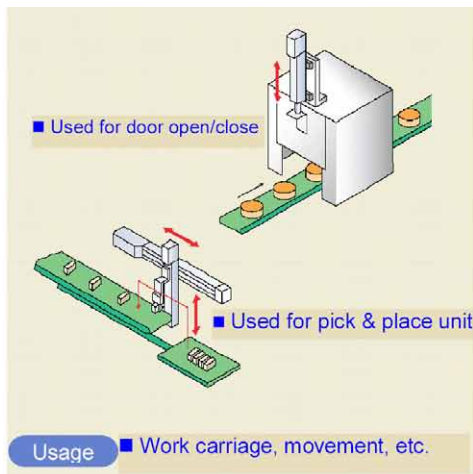 ■ Used for door open/close
■ Used for pick & place unit
Usage ■ Work carriage, movement, etc.